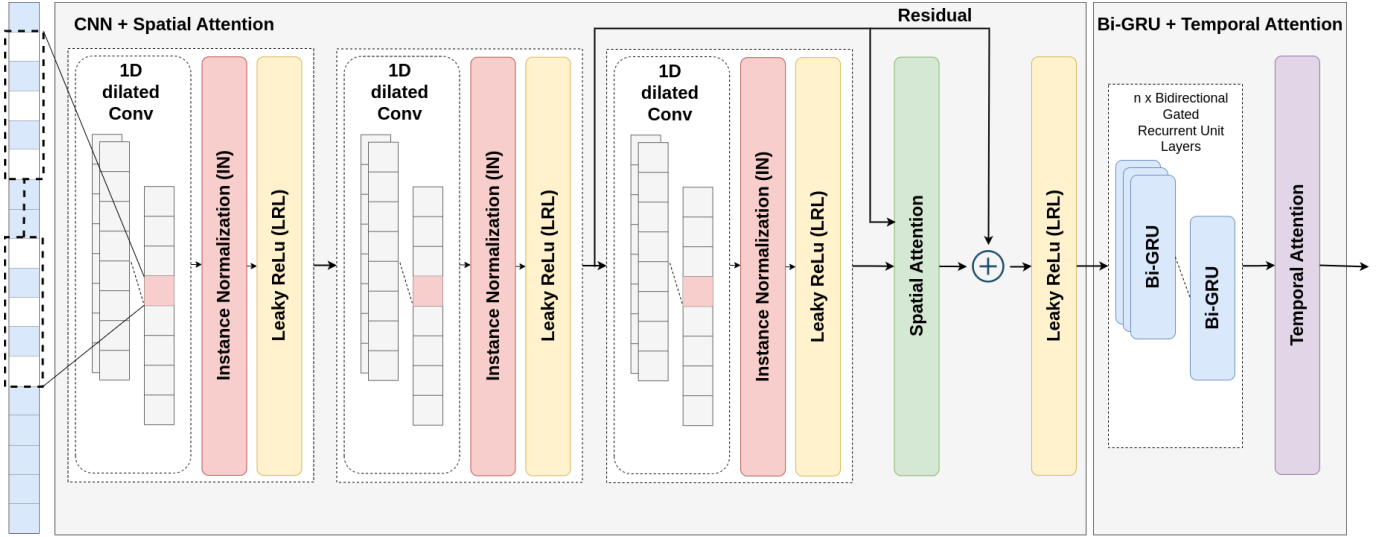 CNN + Spatial Attention
Residual
Bi-GRU + Temporal Attention
1D
dilated
Conv
Instance Normalization (IN)
Leaky ReLu (LRL)
1D
dilated
Conv
Instance Normalization (IN)
Leaky ReLu (LRL)
1D
dilated
Conv
Instance Normalization (IN)
Leaky ReLu (LRL)
Spatial Attention
Leaky ReLu (LRL)
n x Bidirectional
Gated
Recurrent Unit
Layers
Bi-GRU
Bi-GRU
Temporal Attention